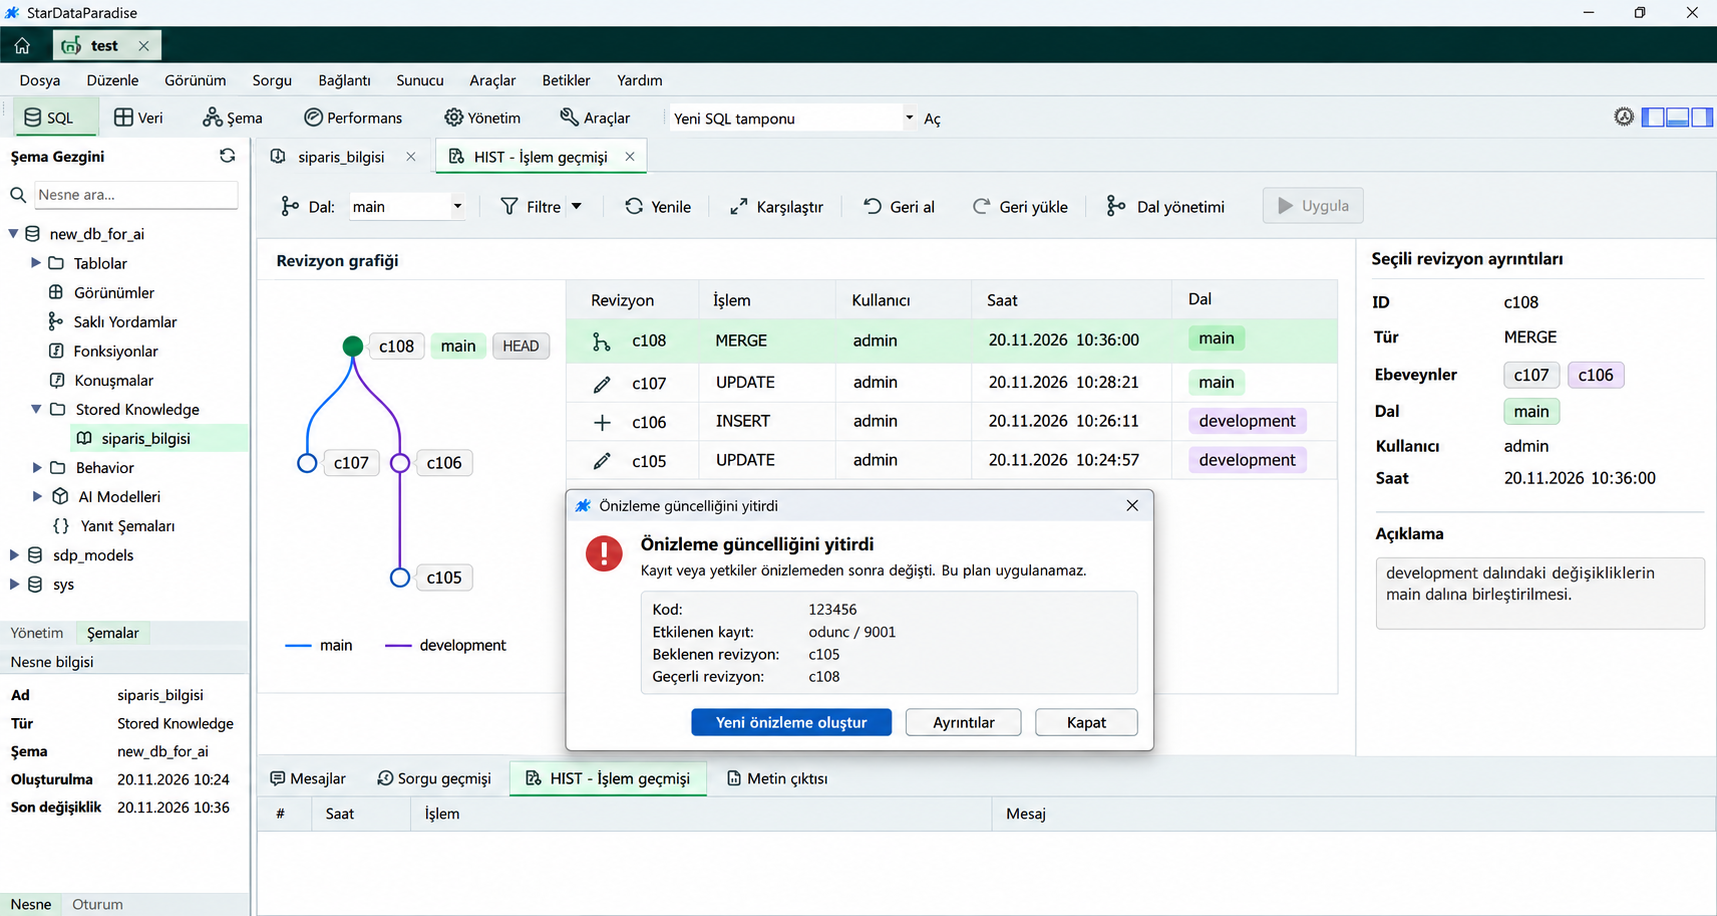 StarDataParadise
test
Dosya Düzenle Görünüm Sorgu Bağlantı Sunucu Araçlar Betikler Yardım
SQL Veri Şema Performans Yönetim Araçlar Yeni SQL tamponu Aç
Şema Gezgini
Nesne ara...
new_db_for_ai
Tablolar
Görünümler
Saklı Yordamlar
Fonksiyonlar
Konuşmalar
Stored Knowledge
siparis_bilgisi
Behavior
AI Modelleri
Yanıt Şemaları
sdp_models
sys
Yönetim Şemalar
Nesne bilgisi
Ad siparis_bilgisi
Tür Stored Knowledge
Şema new_db_for_ai
Oluşturulma 20.11.2026 10:24
Son değişiklik 20.11.2026 10:36
Nesne Oturum
siparis_bilgisi HIST - İşlem geçmişi
Dal: main Filtre Yenile Karşılaştır Geri al Geri yükle Dal yönetimi Uygula
Revizyon grafiği
c108 main HEAD
c107 c106
c105
main development
Revizyon İşlem Kullanıcı Saat Dal
c108 MERGE admin 20.11.2026 10:36:00 main
c107 UPDATE admin 20.11.2026 10:28:21 main
c106 INSERT admin 20.11.2026 10:26:11 development
c105 UPDATE admin 20.11.2026 10:24:57 development
Önizleme güncelliğini yitirdi
Önizleme güncelliğini yitirdi
Kayıt veya yetkiler önizlemeden sonra değişti. Bu plan uygulanamaz.
Kod: 123456
Etkilenen kayıt: odunc / 9001
Beklenen revizyon: c105
Geçerli revizyon: c108
Yeni önizleme oluştur Ayrıntılar Kapat
Seçili revizyon ayrıntıları
ID c108
Tür MERGE
Ebeveynler c107 c106
Dal main
Kullanıcı admin
Saat 20.11.2026 10:36:00
Açıklama
development dalındaki değişikliklerin
main dalına birleştirilmesi.
Mesajlar Sorgu geçmişi HIST - İşlem geçmişi Metin çıktısı
# Saat İşlem Mesaj